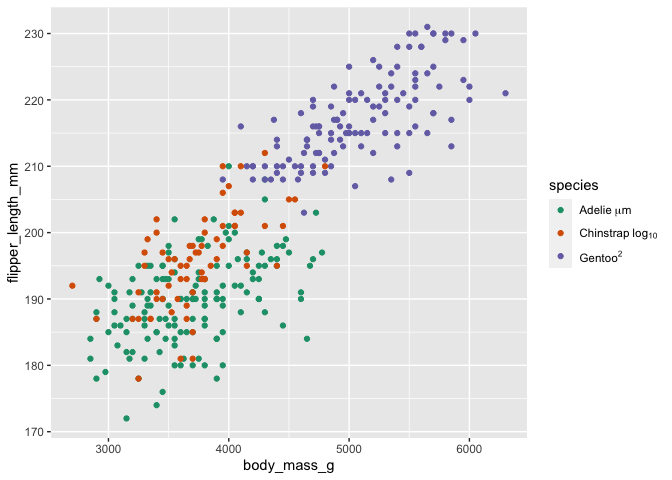 230
220
210
200
190
180
170
flipper_length_mm
3000 4000 5000 6000
body_mass_g
species
Adelie μm
Chinstrap log₁₀
Gentoo²